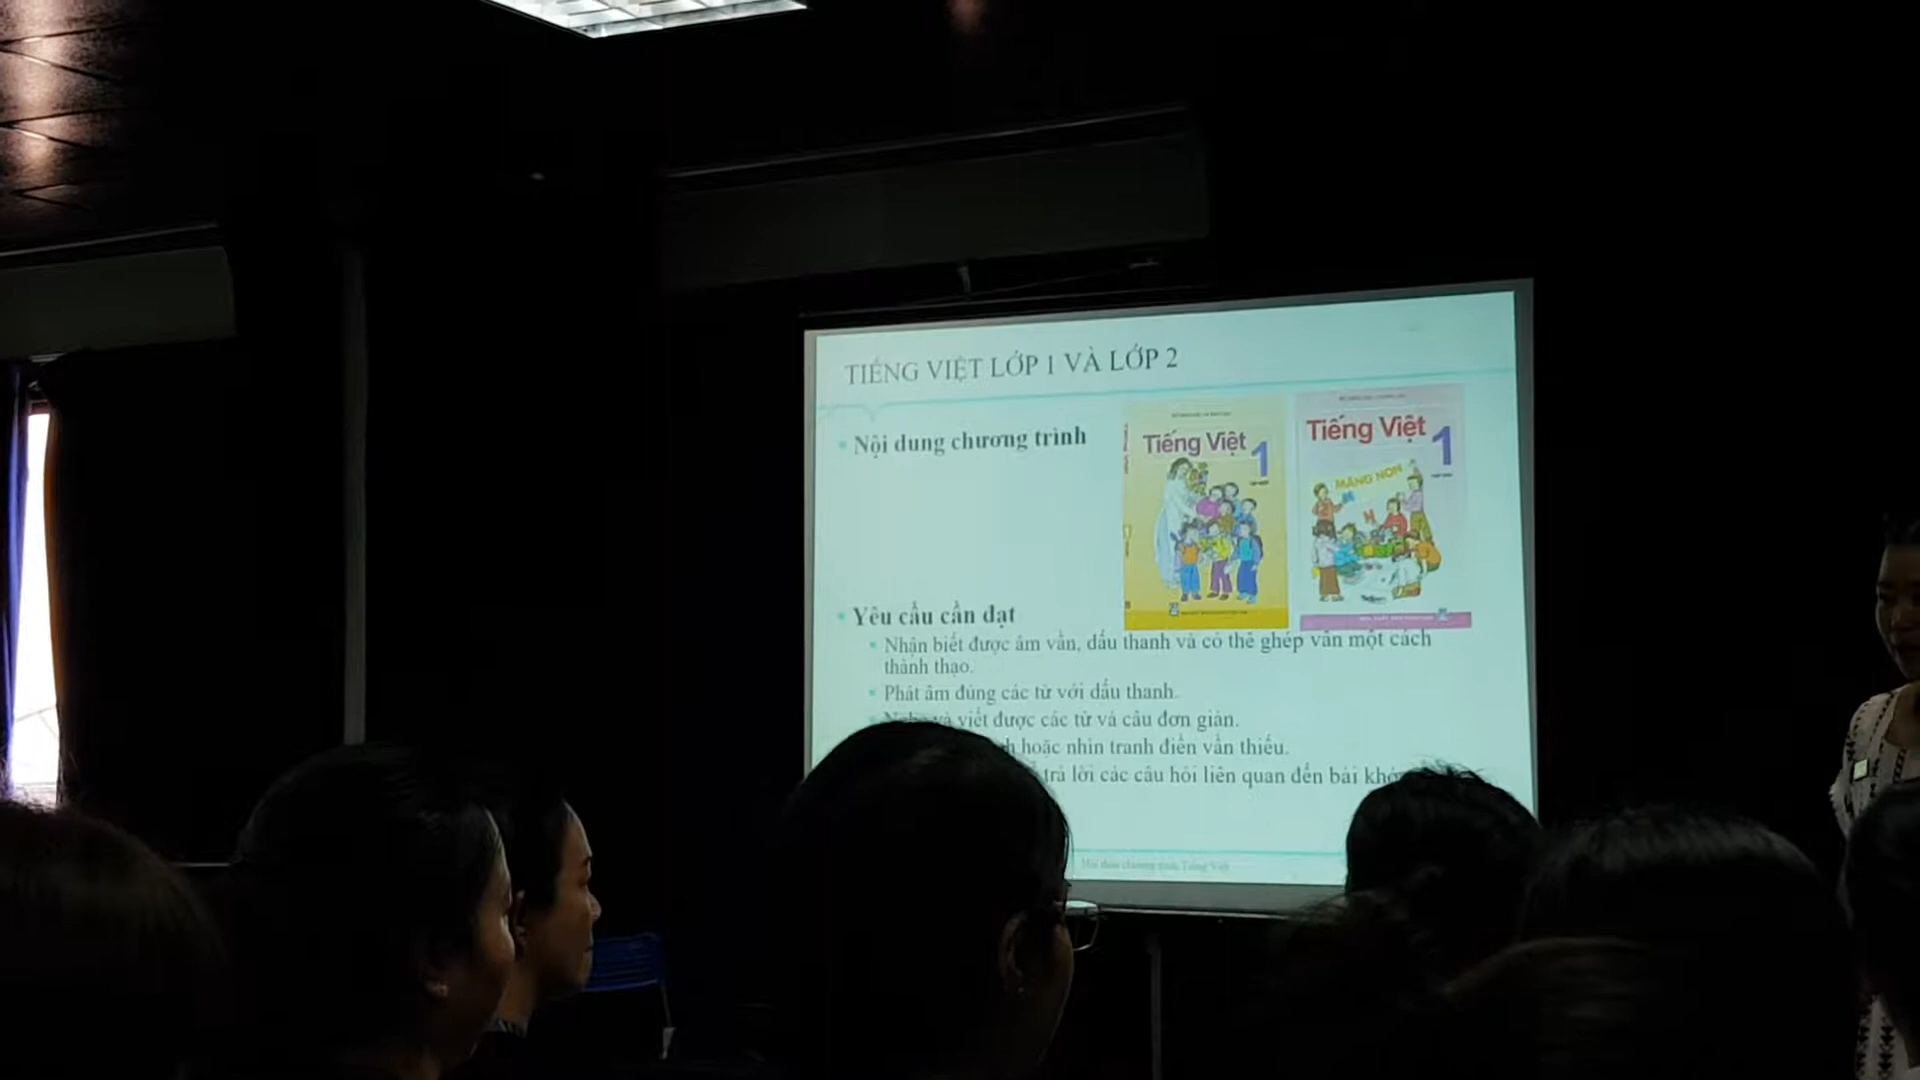 TIẾNG VIỆT LỚP 1 VÀ LỚP 2
Nội dung chương trình
Tiếng Việt 1
Tiếng Việt 1
MĂNG NON
Yêu cầu cần đạt
Nhận biết được âm vần, dấu thanh và có thể ghép vần một cách
thành thạo.
Phát âm đúng các từ với dấu thanh.
và viết được các từ và câu đơn giản.
hoặc nhìn tranh điền vần thiếu.
trả lời các câu hỏi liên quan đến bài
Tiếng Việt